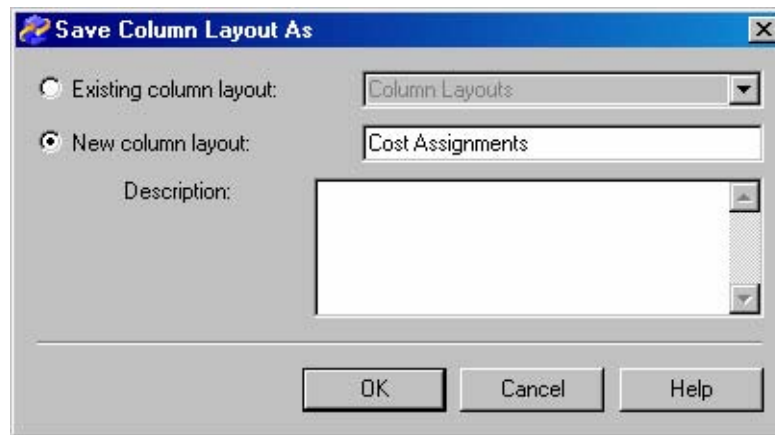 Save Column Layout As
Existing column layout: Column Layouts
New column layout: Cost Assignments
Description:
OK Cancel Help